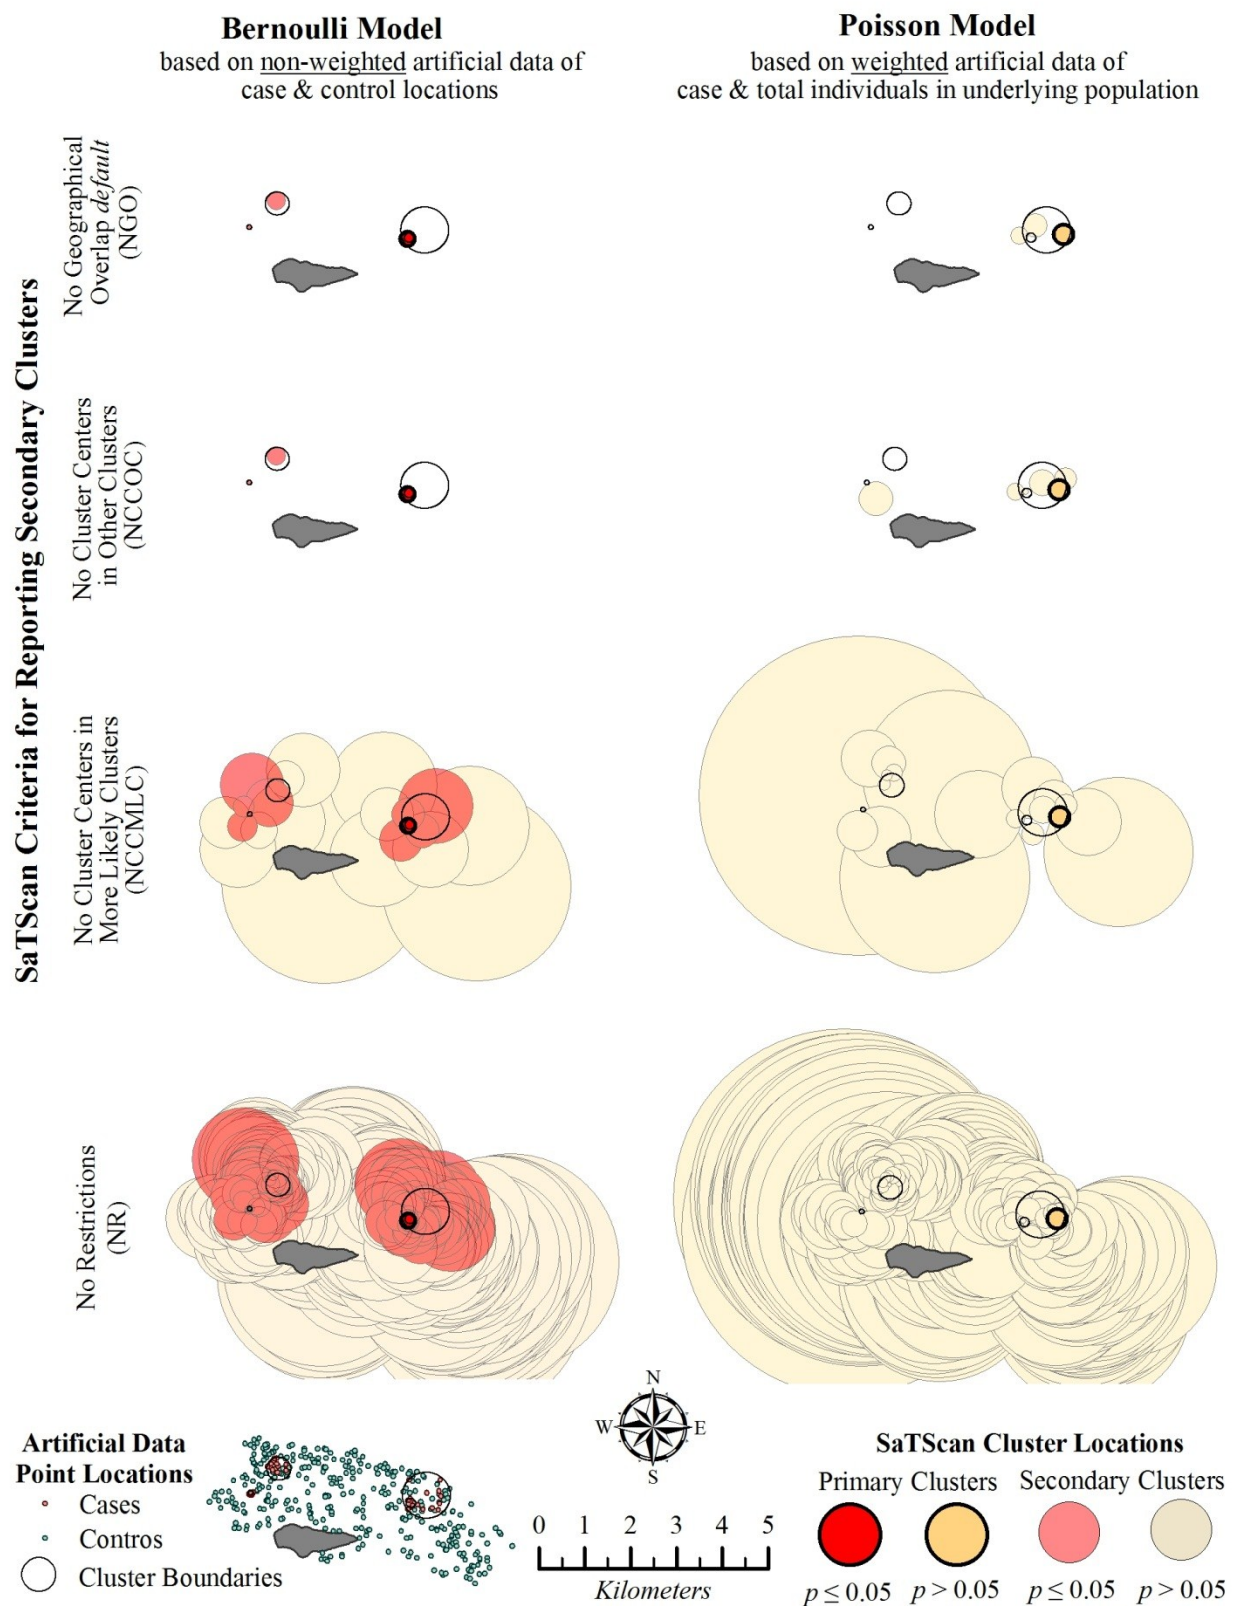 Bernoulli Model
based on non-weighted artificial data of
case & control locations
Poisson Model
based on weighted artificial data of
case & total individuals in underlying population
SaTScan Criteria for Reporting Secondary Clusters
No Geographical
Overlap default
(NGO)
No Cluster Centers
in Other Clusters
(NCCOC)
No Cluster Centers in
More Likely Clusters
(NCCMLC)
No Restrictions
(NR)
Artificial Data
Point Locations
Cases
Contros
Cluster Boundaries
N
W
E
S
0 1 2 3 4 5
Kilometers
SaTScan Cluster Locations
Primary Clusters
Secondary Clusters
p ≤ 0.05
p > 0.05
p ≤ 0.05
p > 0.05